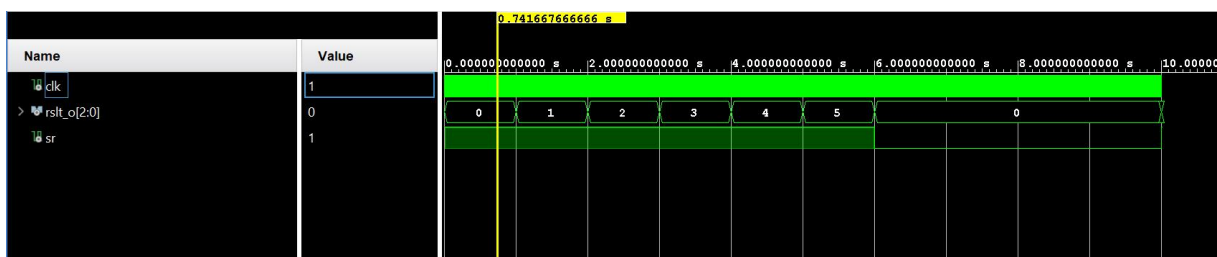 0.741667666666 s
Name Value
0.000000000000 s 2.000000000000 s 4.000000000000 s 6.000000000000 s 8.000000000000 s 10.00000
clk 1
rslt_o[2:0] 0 0 1 2 3 4 5 0
sr 1